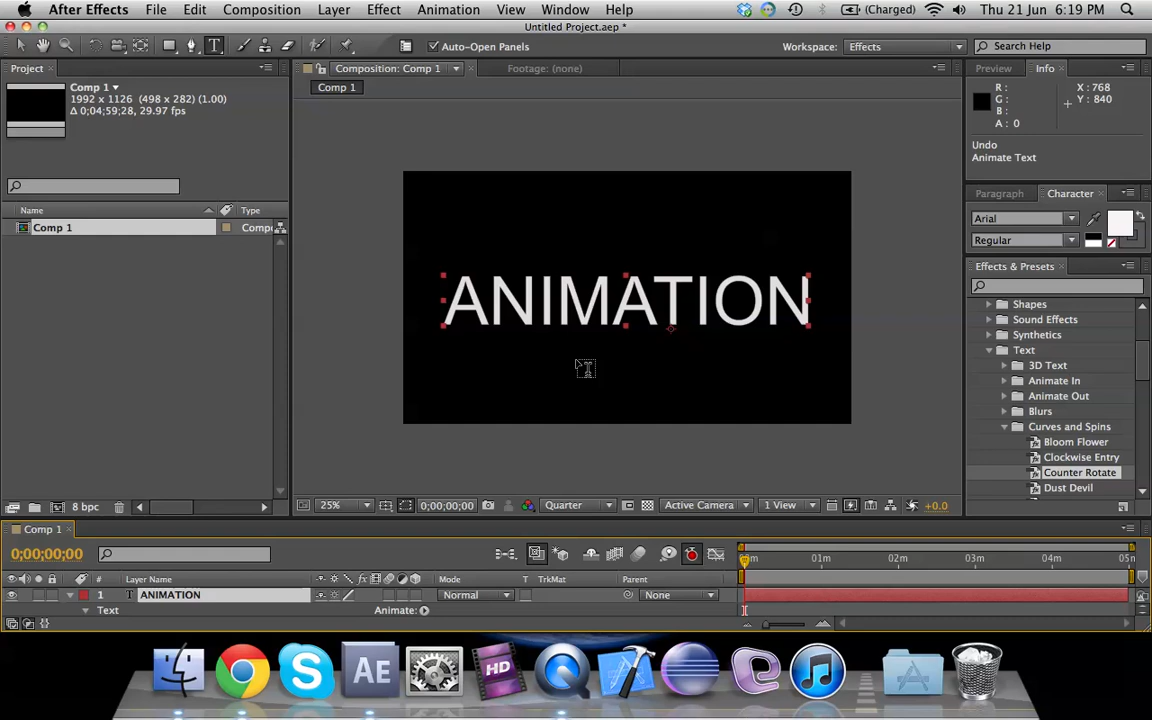 After Effects File Edit Composition Layer Effect Animation View Window Help (Charged) Thu 21 Jun 6:19 PM
Untitled Project.aep *
Auto-Open Panels Workspace: Effects Search Help
Project Composition: Comp 1 Footage: (none) Preview Info
Comp 1
1992 x 1126 (498 x 282) (1.00)
Δ 0;04;59;28, 29.97 fps
Comp 1
R :
G :
B :
A : 0
X : 768
Y : 840
Undo
Animate Text
Paragraph Character
Arial
Regular
Name Type
Comp 1 Compo
ANIMATION
Effects & Presets
Shapes
Sound Effects
Synthetics
Text
3D Text
Animate In
Animate Out
Blurs
Curves and Spins
Bloom Flower
Clockwise Entry
Counter Rotate
Dust Devil
8 bpc 25% 0;00;00;00 Quarter Active Camera 1 View +0.0
Comp 1
0;00;00;00
01m 02m 03m 04m 05m
# Layer Name Mode T TrkMat Parent
1 T ANIMATION Normal None
Text Animate:
AE HD